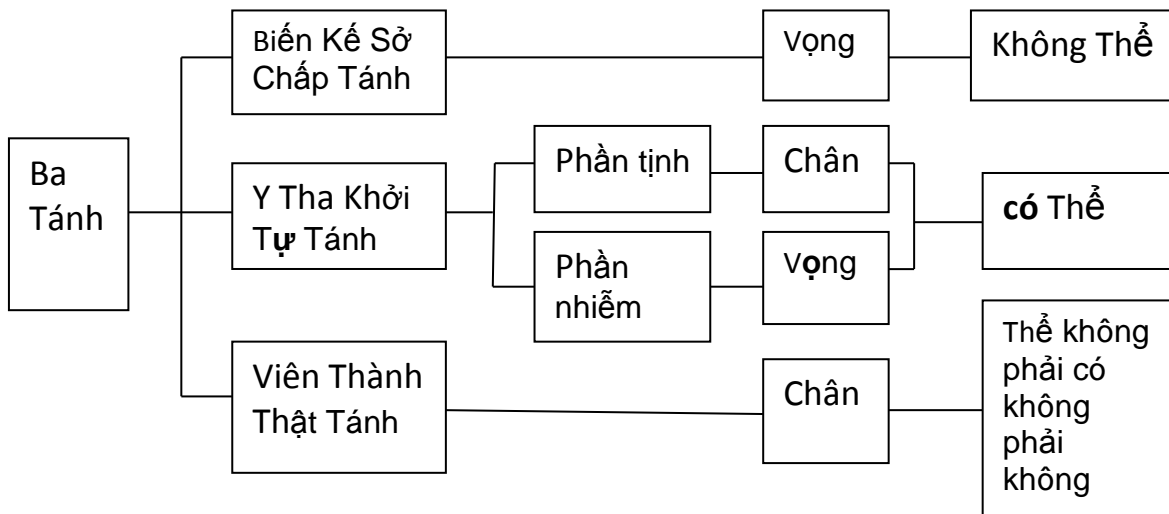 Ba
Tánh
Biến Kế Sở
Chấp Tánh
Vọng
Không Thể
Y Tha Khởi
Tự Tánh
Phần tịnh
Chân
Phần
nhiễm
Vọng
có Thể
Viên Thành
Thật Tánh
Chân
Thể không
phải có
không
phải
không